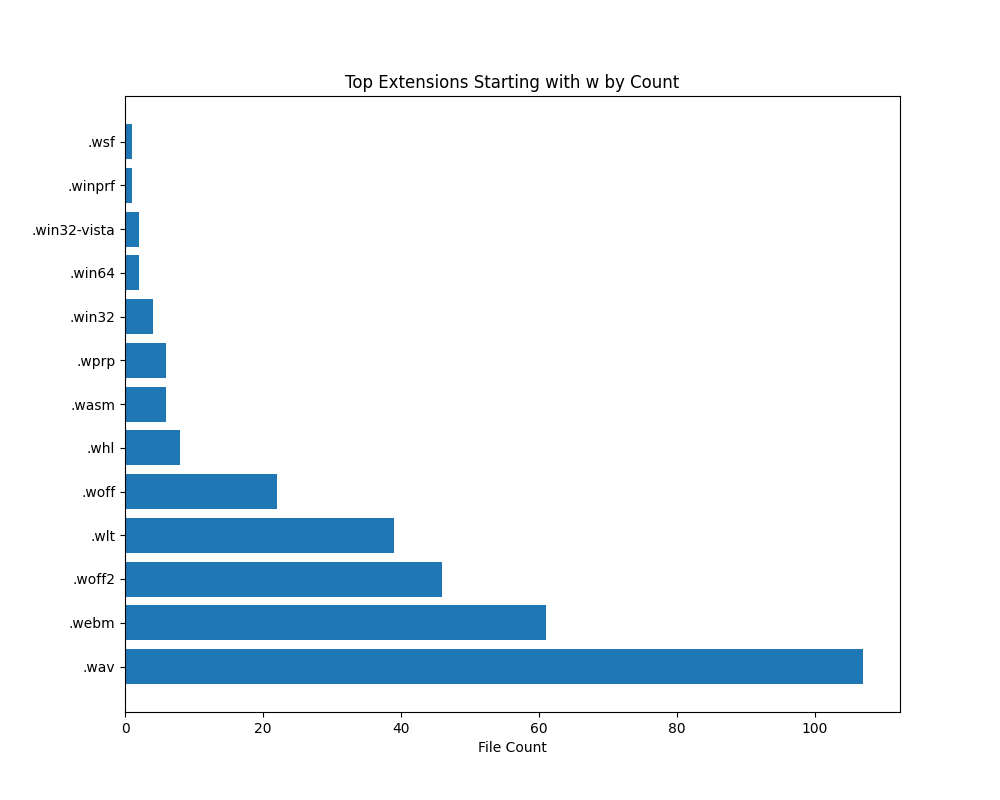 Top Extensions Starting with w by Count
.wsf
.winprf
.win32-vista
.win64
.win32
.wprp
.wasm
.whl
.woff
.wlt
.woff2
.webm
.wav
0 20 40 60 80 100
File Count